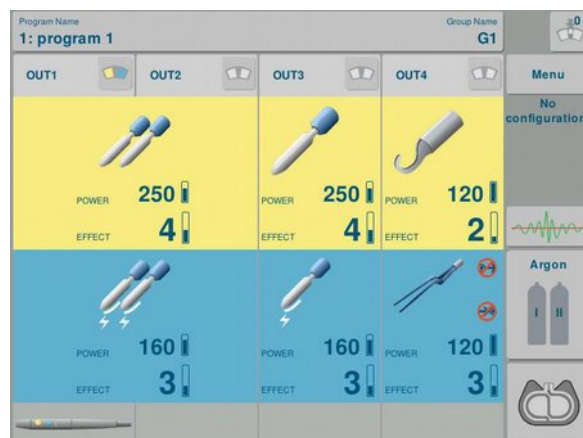 Program Name
1: program 1
Group Name
G1
0
OUT1
OUT2
OUT3
OUT4
Menu
No
configuration
POWER 250
EFFECT 4
POWER 250
EFFECT 4
POWER 120
EFFECT 2
Argon
I II
POWER 160
EFFECT 3
POWER 160
EFFECT 3
POWER 120
EFFECT 3